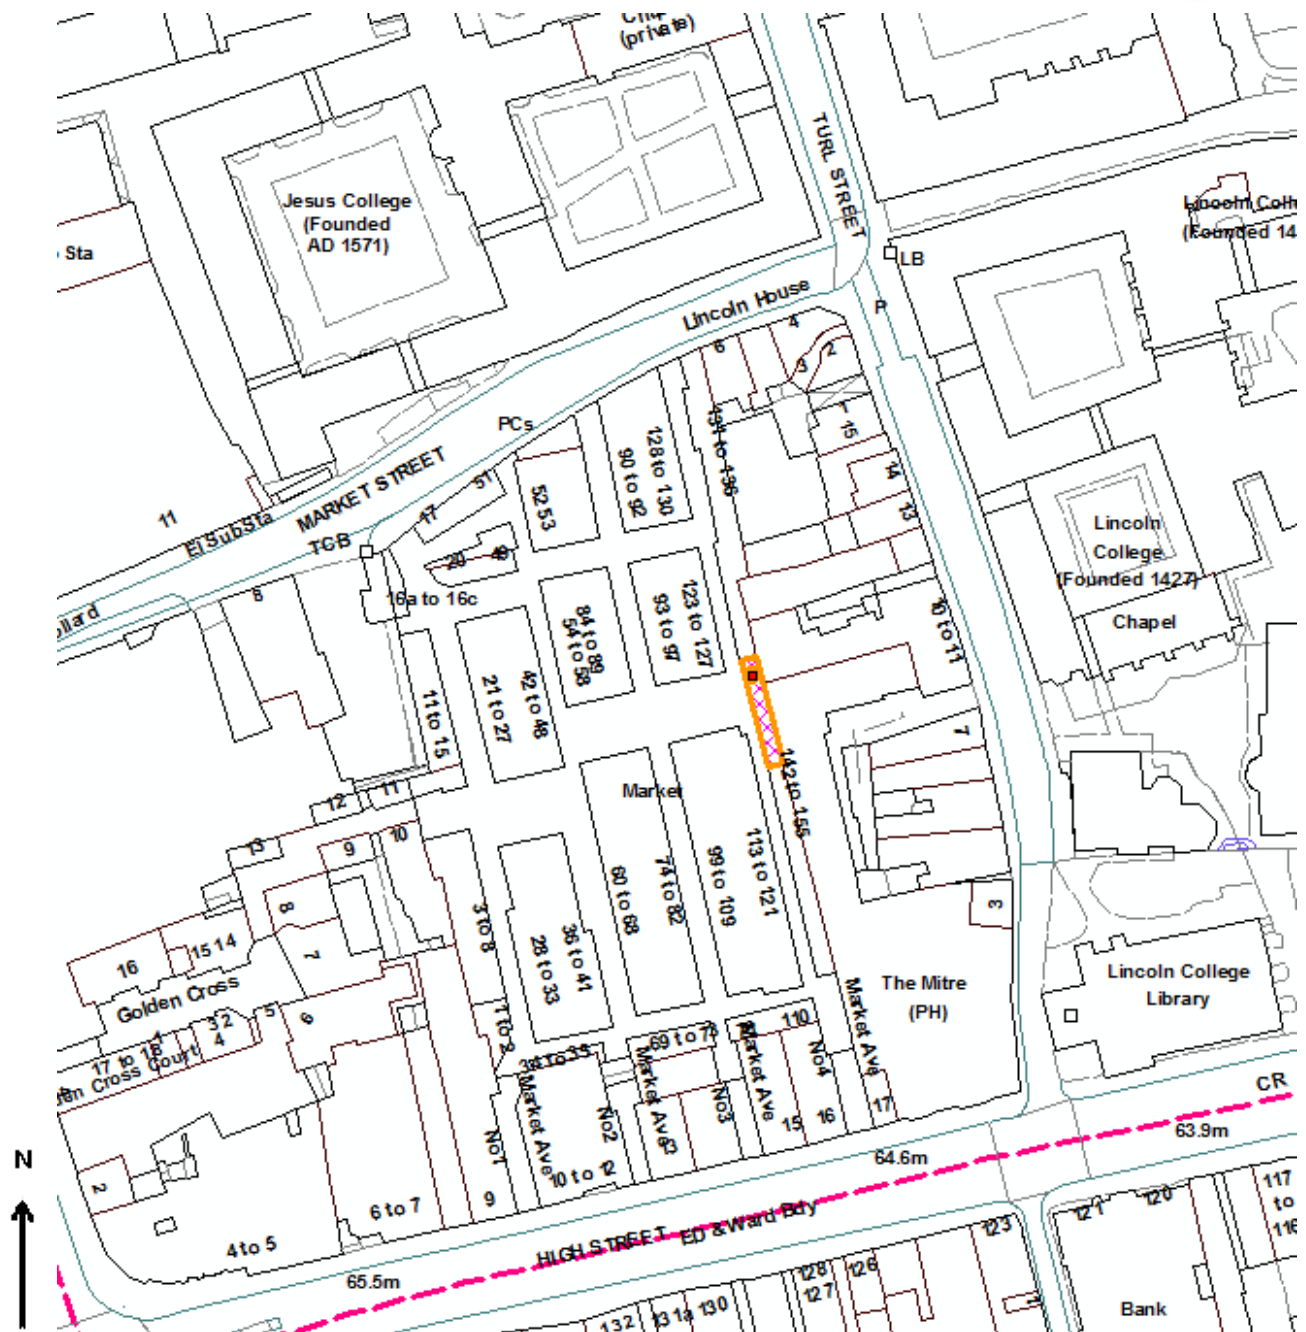 (private)
TURL STREET
Jesus College
(Founded
AD 1571)
Sta
LB
P
Lincoln House
4
6
2
3
1
15
14
13
131 to 136
128 to 130
90 to 92
PCs
MARKET STREET
51
17
52 53
11
El Sub Sta
TCB
20
49
16a to 16c
8
Lincoln
College
(Founded 1427)
Chapel
10 to 11
123 to 127
93 to 97
84 to 89
54 to 58
42 to 48
21 to 27
11 to 15
7
142 to 155
Market
12
11
13
9
10
113 to 121
99 to 109
74 to 82
60 to 68
36 to 41
28 to 33
3 to 8
3
8
7
15 14
16
Golden Cross
5
6
3 2
4
1
17 to 18
Cross Court
1 to 2
34 to 35
69 to 73
110
The Mitre
(PH)
Lincoln College
Library
Market Ave
Market Ave
Market Ave
Market Ave
No1
No2
No3
No4
13
15
16
17
10 to 12
9
6 to 7
2
4 to 5
N
CR
63.9m
64.6m
65.5m
HIGH STREET
ED & Ward Bdy
123
121
120
117
to
116
128
127
126
130
131a
132
Bank